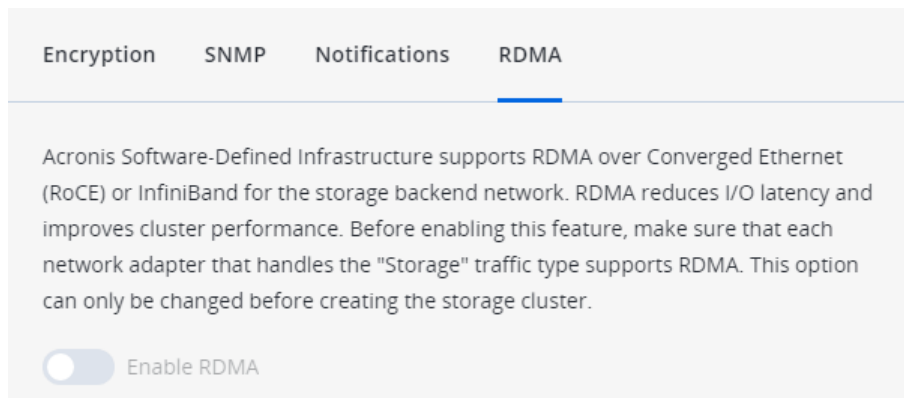 Encryption SNMP Notifications RDMA
Acronis Software-Defined Infrastructure supports RDMA over Converged Ethernet
(RoCE) or InfiniBand for the storage backend network. RDMA reduces I/O latency and
improves cluster performance. Before enabling this feature, make sure that each
network adapter that handles the "Storage" traffic type supports RDMA. This option
can only be changed before creating the storage cluster.
Enable RDMA